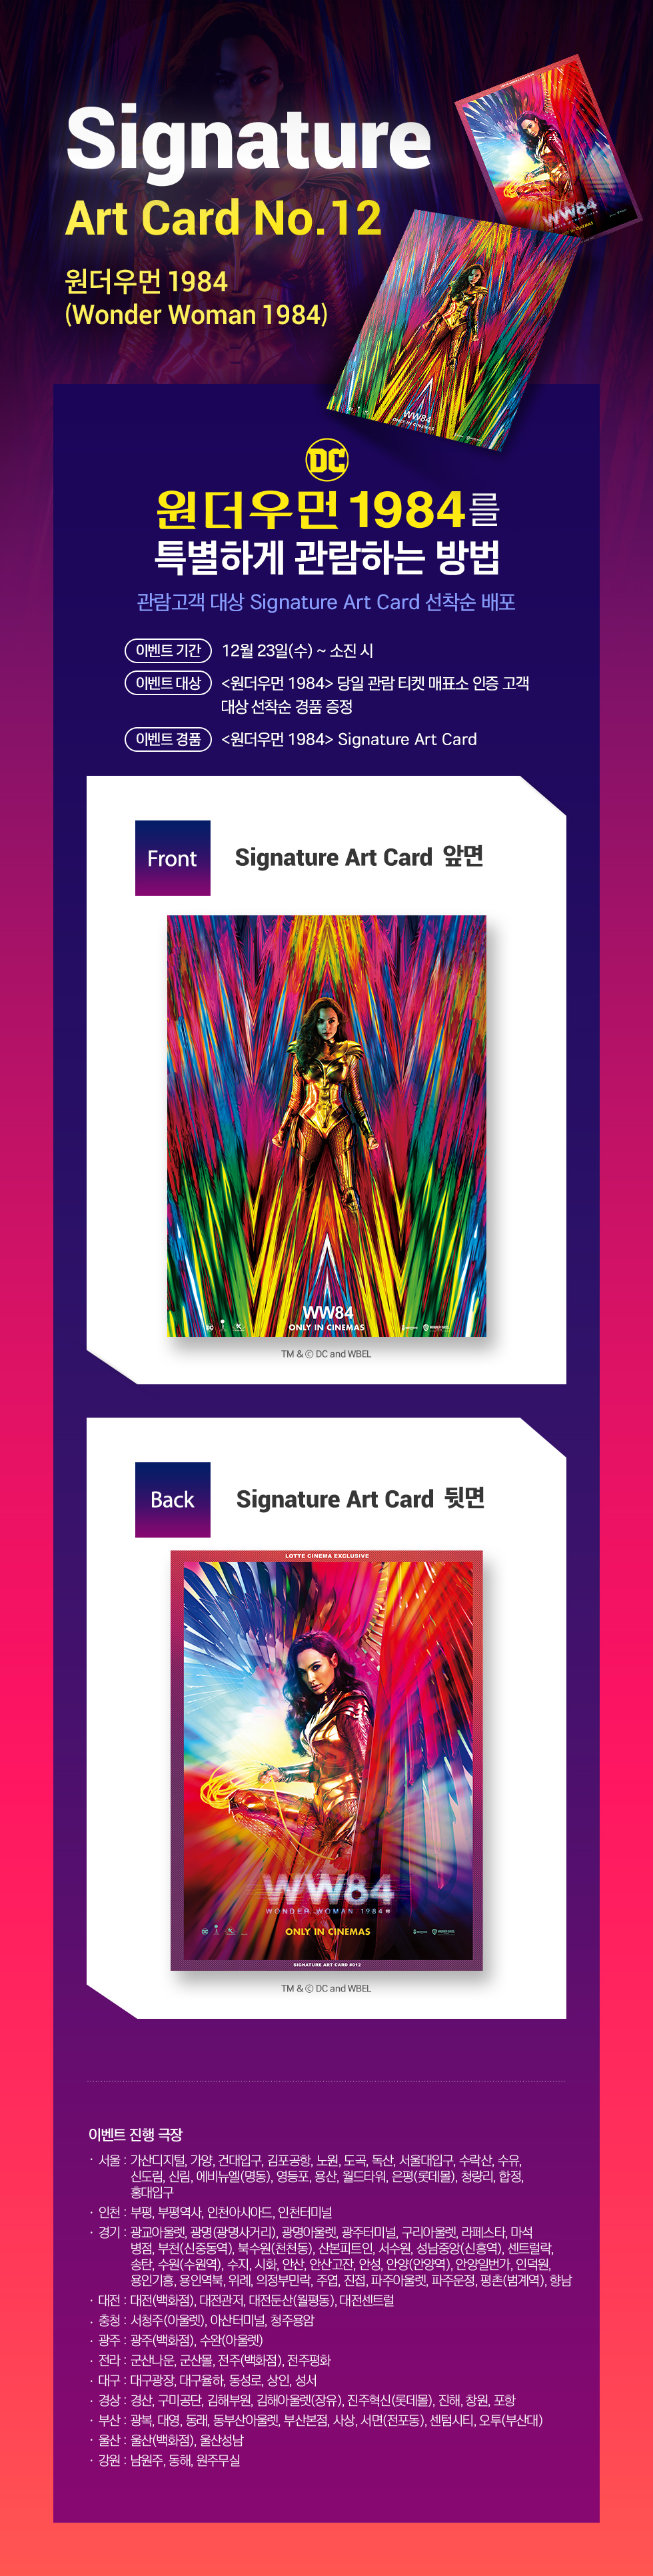 Signature
Art Card No.12
원더우먼 1984
(Wonder Woman 1984)
WW84
WW84
ONLY IN CINEMAS
DC
원더우먼 1984를
특별하게 관람하는 방법
관람고객 대상 Signature Art Card 선착순 배포
이벤트 기간 12월 23일(수) ~ 소진 시
이벤트 대상 <원더우먼 1984> 당일 관람 티켓 매표소 인증 고객
대상 선착순 경품 증정
이벤트 경품 <원더우먼 1984> Signature Art Card
Front Signature Art Card 앞면
WW84
ONLY IN CINEMAS
DC
TM & © DC and WBEL
Back Signature Art Card 뒷면
LOTTE CINEMA EXCLUSIVE
WW84
WONDER WOMAN 1984
ONLY IN CINEMAS
DC
SIGNATURE ART CARD #012
TM & © DC and WBEL
이벤트 진행 극장
· 서울 : 가산디지털, 가양, 건대입구, 김포공항, 노원, 도곡, 독산, 서울대입구, 수락산, 수유,
신도림, 신림, 에비뉴엘(명동), 영등포, 용산, 월드타워, 은평(롯데몰), 청량리, 합정,
홍대입구
· 인천 : 부평, 부평역사, 인천아시아드, 인천터미널
· 경기 : 광교아울렛, 광명(광명사거리), 광명아울렛, 광주터미널, 구리아울렛, 라페스타, 마석
병점, 부천(신중동역), 북수원(천천동), 산본피트인, 서수원, 성남중앙(신흥역), 센트럴락,
송탄, 수원(수원역), 수지, 시화, 안산, 안산고잔, 안성, 안양(안양역), 안양일번가, 인덕원,
용인기흥, 용인역북, 위례, 의정부민락, 주엽, 진접, 파주아울렛, 파주운정, 평촌(범계역), 향남
· 대전 : 대전(백화점), 대전관저, 대전둔산(월평동), 대전센트럴
· 충청 : 서청주(아울렛), 아산터미널, 청주용암
· 광주 : 광주(백화점), 수완(아울렛)
· 전라 : 군산나운, 군산몰, 전주(백화점), 전주평화
· 대구 : 대구광장, 대구율하, 동성로, 상인, 성서
· 경상 : 경산, 구미공단, 김해부원, 김해아울렛(장유), 진주혁신(롯데몰), 진해, 창원, 포항
· 부산 : 광복, 대영, 동래, 동부산아울렛, 부산본점, 사상, 서면(전포동), 센텀시티, 오투(부산대)
· 울산 : 울산(백화점), 울산성남
· 강원 : 남원주, 동해, 원주무실